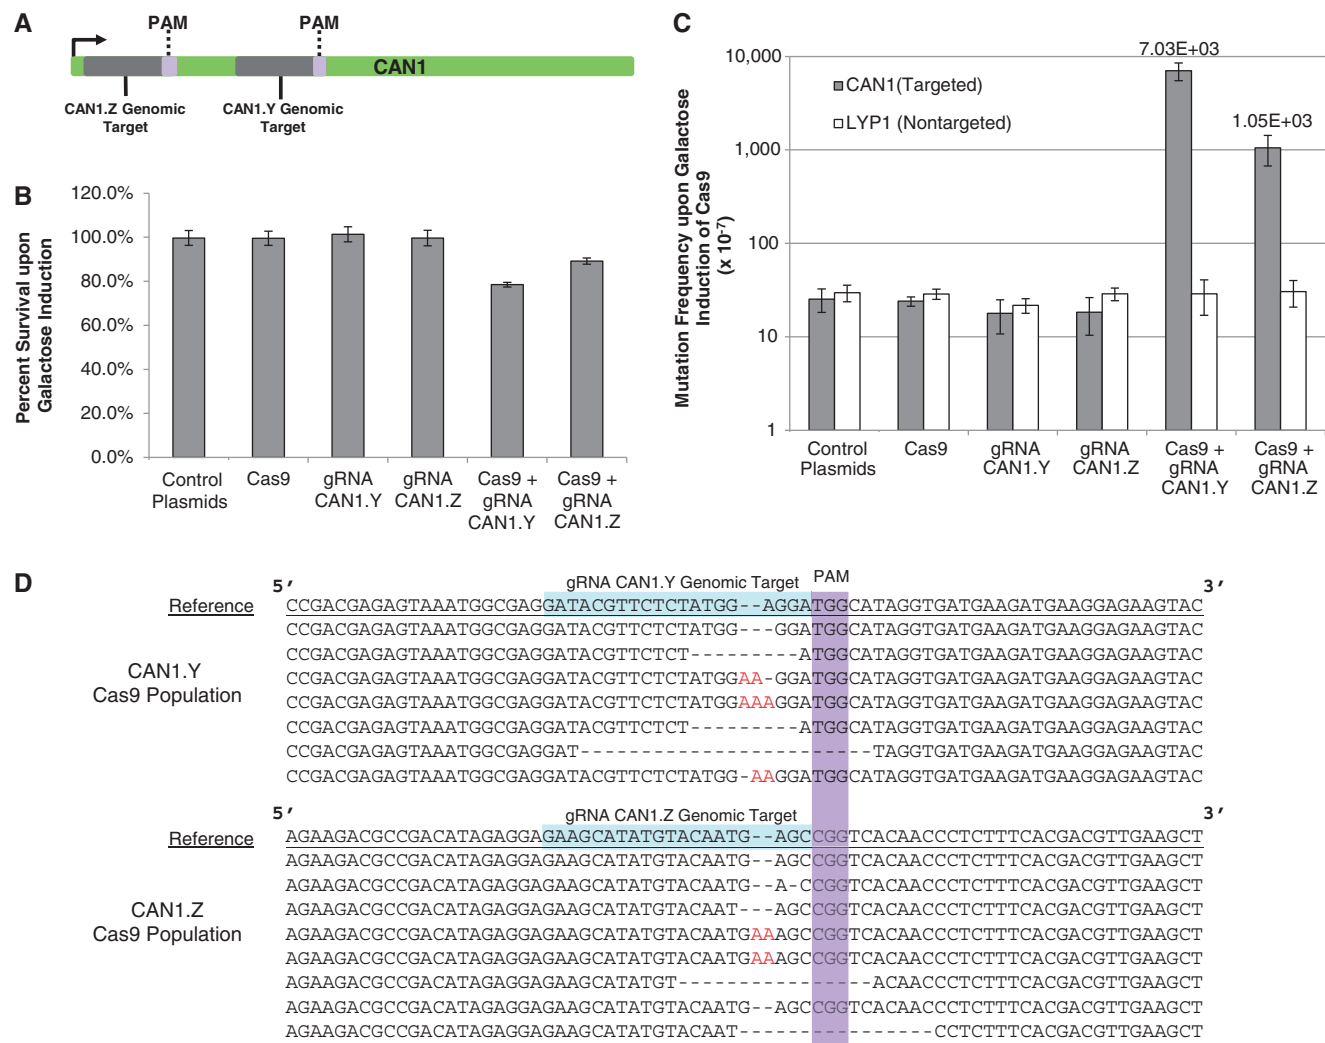 A
PAM
PAM
CAN1
CAN1.Z Genomic
Target
CAN1.Y Genomic
Target
B
Percent Survival upon
Galactose Induction
120.0%
100.0%
80.0%
60.0%
40.0%
20.0%
0.0%
Control
Plasmids
Cas9
gRNA
CAN1.Y
gRNA
CAN1.Z
Cas9 +
gRNA
CAN1.Y
Cas9 +
gRNA
CAN1.Z
C
Mutation Frequency upon Galactose
Induction of Cas9
(x 10-7)
10,000
1,000
100
10
1
CAN1(Targeted)
LYP1 (Nontargeted)
7.03E+03
1.05E+03
Control
Plasmids
Cas9
gRNA
CAN1.Y
gRNA
CAN1.Z
Cas9 +
gRNA
CAN1.Y
Cas9 +
gRNA
CAN1.Z
D
5′ gRNA CAN1.Y Genomic Target PAM 3′
Reference CCGACGAGAGTAAATGGCGAGGATACGTTCTCTATGG--AGGATGGCATAGGTGATGAAGATGAAGGAGAAGTAC
CCGACGAGAGTAAATGGCGAGGATACGTTCTCTATGG---GGATGGCATAGGTGATGAAGATGAAGGAGAAGTAC
CCGACGAGAGTAAATGGCGAGGATACGTTCTCT---------ATGGCATAGGTGATGAAGATGAAGGAGAAGTAC
CAN1.Y
Cas9 Population
CCGACGAGAGTAAATGGCGAGGATACGTTCTCTATGGAA-GGATGGCATAGGTGATGAAGATGAAGGAGAAGTAC
CCGACGAGAGTAAATGGCGAGGATACGTTCTCTATGGAAAGGATGGCATAGGTGATGAAGATGAAGGAGAAGTAC
CCGACGAGAGTAAATGGCGAGGATACGTTCTCT---------ATGGCATAGGTGATGAAGATGAAGGAGAAGTAC
CCGACGAGAGTAAATGGCGAGGAT------------------------TAGGTGATGAAGATGAAGGAGAAGTAC
CCGACGAGAGTAAATGGCGAGGATACGTTCTCTATGG-AAGGATGGCATAGGTGATGAAGATGAAGGAGAAGTAC
5′ gRNA CAN1.Z Genomic Target 3′
Reference AGAAGACGCCGACATAGAGGAGAAGCATATGTACAATG--AGCCGGTCACAACCCTCTTTCACGACGTTGAAGCT
AGAAGACGCCGACATAGAGGAGAAGCATATGTACAATG--AGCCGGTCACAACCCTCTTTCACGACGTTGAAGCT
AGAAGACGCCGACATAGAGGAGAAGCATATGTACAATG--A-CCGGTCACAACCCTCTTTCACGACGTTGAAGCT
CAN1.Z
Cas9 Population
AGAAGACGCCGACATAGAGGAGAAGCATATGTACAAT---AGCCGGTCACAACCCTCTTTCACGACGTTGAAGCT
AGAAGACGCCGACATAGAGGAGAAGCATATGTACAATGAAAGCCGGTCACAACCCTCTTTCACGACGTTGAAGCT
AGAAGACGCCGACATAGAGGAGAAGCATATGTACAATGAAAGCCGGTCACAACCCTCTTTCACGACGTTGAAGCT
AGAAGACGCCGACATAGAGGAGAAGCATATGT----------------ACAACCCTCTTTCACGACGTTGAAGCT
AGAAGACGCCGACATAGAGGAGAAGCATATGTACAATG--AGCCGGTCACAACCCTCTTTCACGACGTTGAAGCT
AGAAGACGCCGACATAGAGGAGAAGCATATGTACAAT----------------CCTCTTTCACGACGTTGAAGCT